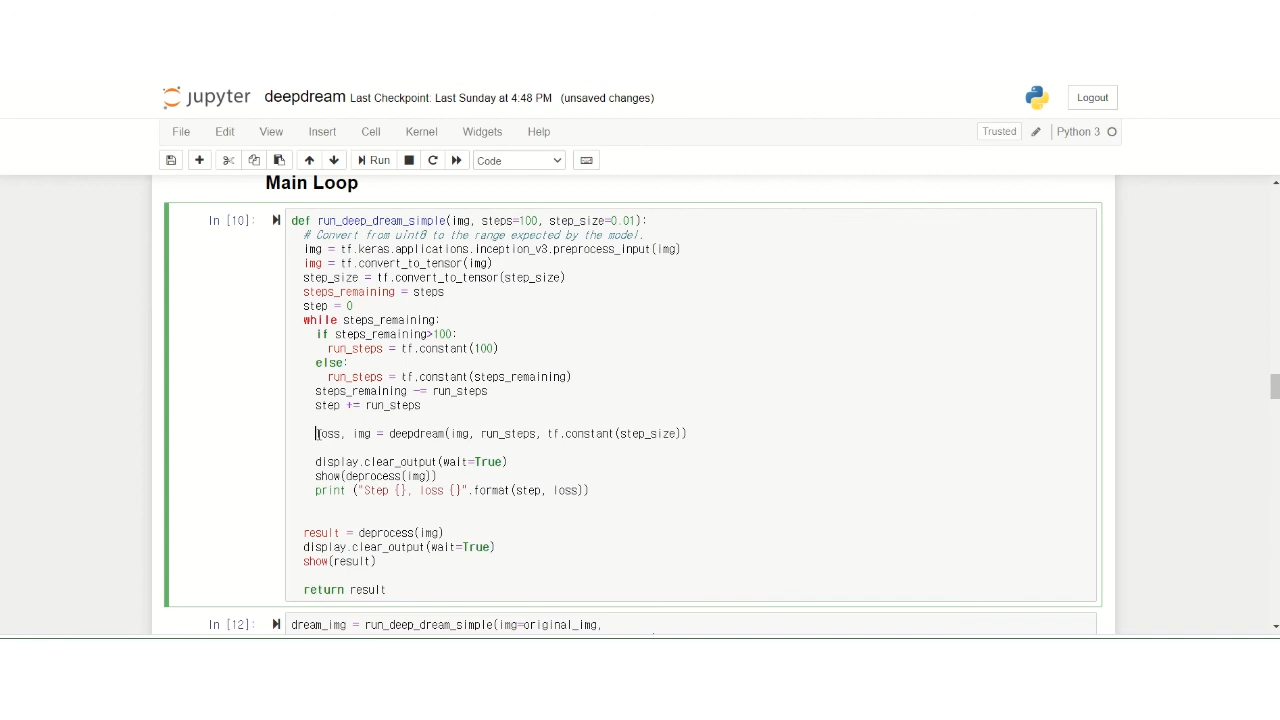 jupyter deepdream Last Checkpoint: Last Sunday at 4:48 PM (unsaved changes) Logout
File Edit View Insert Cell Kernel Widgets Help Trusted Python 3
Run Code
Main Loop
In [10]: def run_deep_dream_simple(img, steps=100, step_size=0.01):
# Convert from uint8 to the range expected by the model.
img = tf.keras.applications.inception_v3.preprocess_input(img)
img = tf.convert_to_tensor(img)
step_size = tf.convert_to_tensor(step_size)
steps_remaining = steps
step = 0
while steps_remaining:
if steps_remaining>100:
run_steps = tf.constant(100)
else:
run_steps = tf.constant(steps_remaining)
steps_remaining -= run_steps
step += run_steps
loss, img = deepdream(img, run_steps, tf.constant(step_size))
display.clear_output(wait=True)
show(deprocess(img))
print ("Step {}, loss {}".format(step, loss))
result = deprocess(img)
display.clear_output(wait=True)
show(result)
return result
In [12]: dream_img = run_deep_dream_simple(img=original_img,